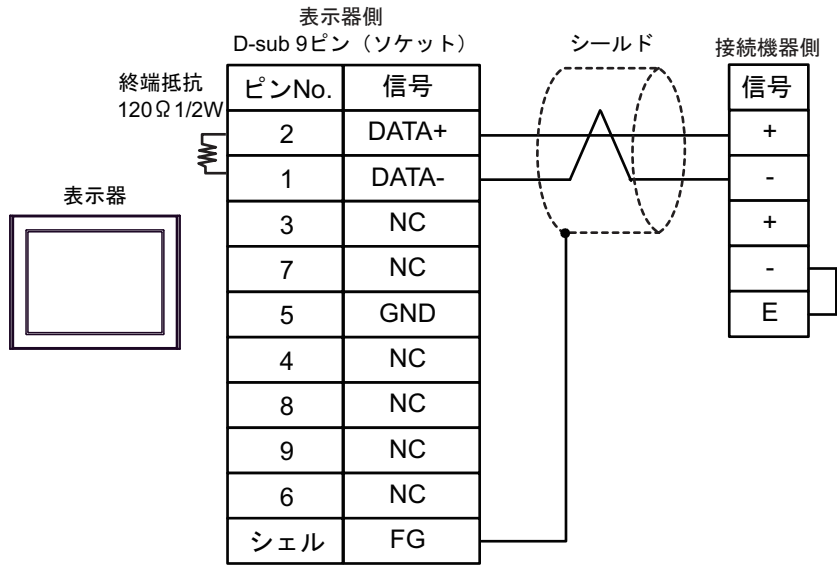 表示器側
D-sub 9ピン（ソケット）
シールド
接続機器側
終端抵抗
120Ω 1/2W
表示器
ピンNo. 信号
2 DATA+
1 DATA-
3 NC
7 NC
5 GND
4 NC
8 NC
9 NC
6 NC
シェル FG
信号
+
-
+
-
E